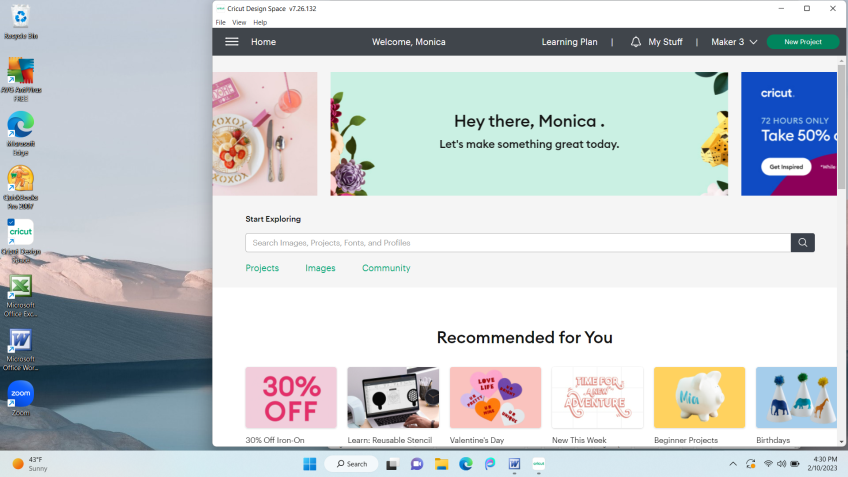 Recycle Bin
AVG AntiVirus
FREE
Microsoft
Edge
QuickBooks
Pro 2007
cricut
Cricut Design
Space
Microsoft
Office Exc...
Microsoft
Office Wor...
zoom
Zoom
Cricut Design Space v7.26.132
File View Help
Home
Welcome, Monica
Learning Plan | My Stuff | Maker 3
New Project
XOXOX
Hey there, Monica .
Let's make something great today.
cricut
72 HOURS ONLY
Take 50%
Get Inspired
*While
Start Exploring
Search Images, Projects, Fonts, and Profiles
Projects Images Community
Recommended for You
30%
OFF
LOVE
LIFE
TIME FOR
A NEW
ADVENTURE
Mia
30% Off Iron-On
Learn: Reusable Stencil
Valentine's Day
New This Week
Beginner Projects
Birthdays
43°F
Sunny
Search
cricut
4:30 PM
2/10/2023